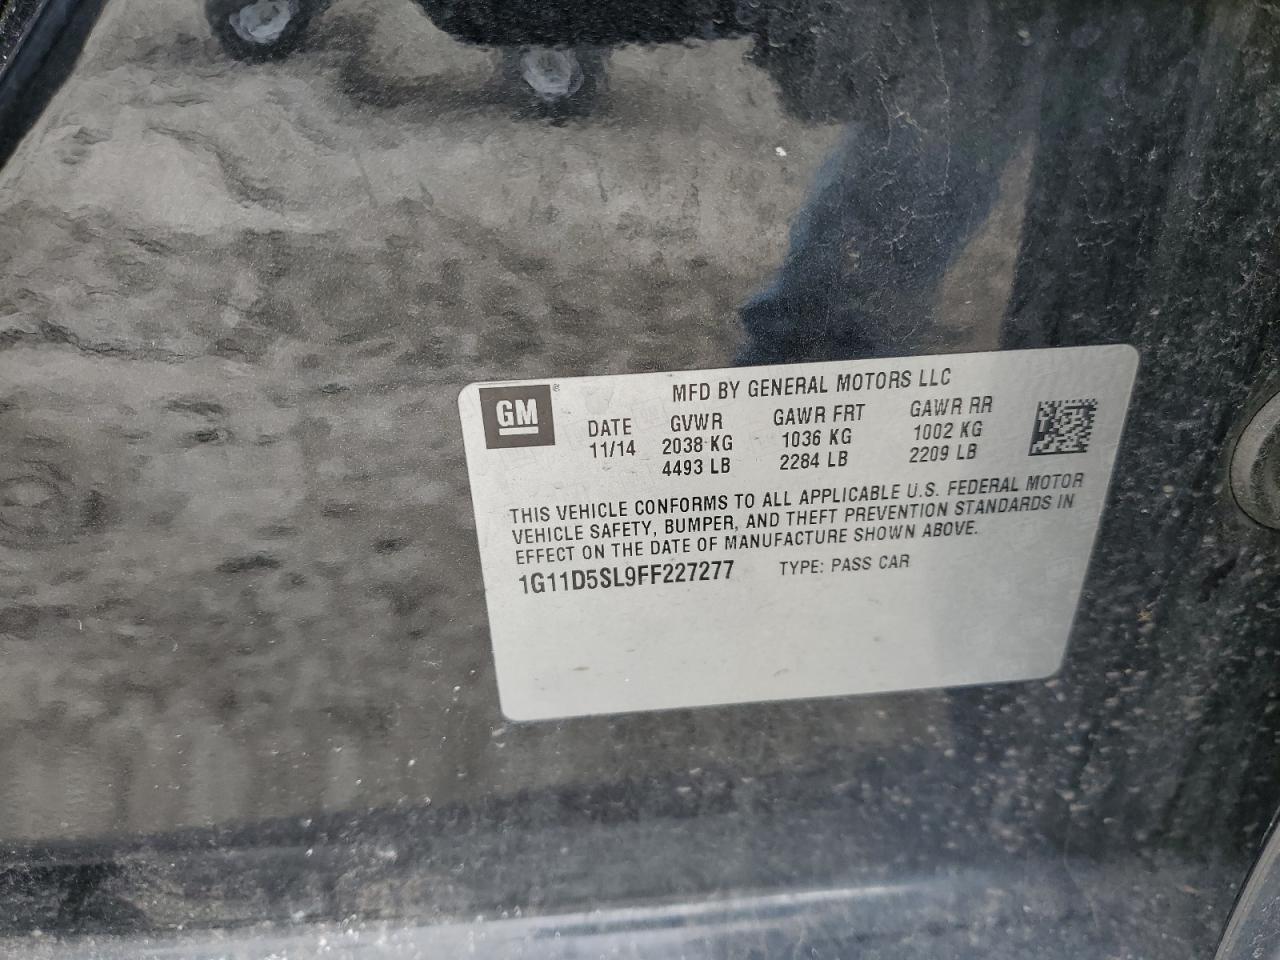 GM ®
MFD BY GENERAL MOTORS LLC
DATE GVWR GAWR FRT GAWR RR
11/14 2038 KG 1036 KG 1002 KG
4493 LB 2284 LB 2209 LB
THIS VEHICLE CONFORMS TO ALL APPLICABLE U.S. FEDERAL MOTOR
VEHICLE SAFETY, BUMPER, AND THEFT PREVENTION STANDARDS IN
EFFECT ON THE DATE OF MANUFACTURE SHOWN ABOVE.
1G11D5SL9FF227277 TYPE: PASS CAR